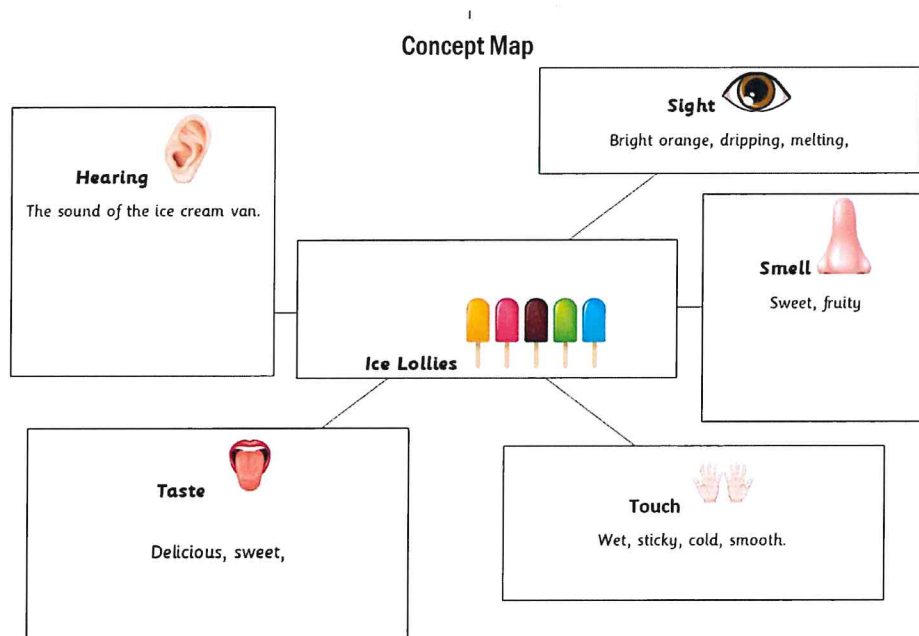 Concept Map
Sight
Bright orange, dripping, melting,
Hearing
The sound of the ice cream van.
Smell
Sweet, fruity
Ice Lollies
Taste
Delicious, sweet,
Touch
Wet, sticky, cold, smooth.